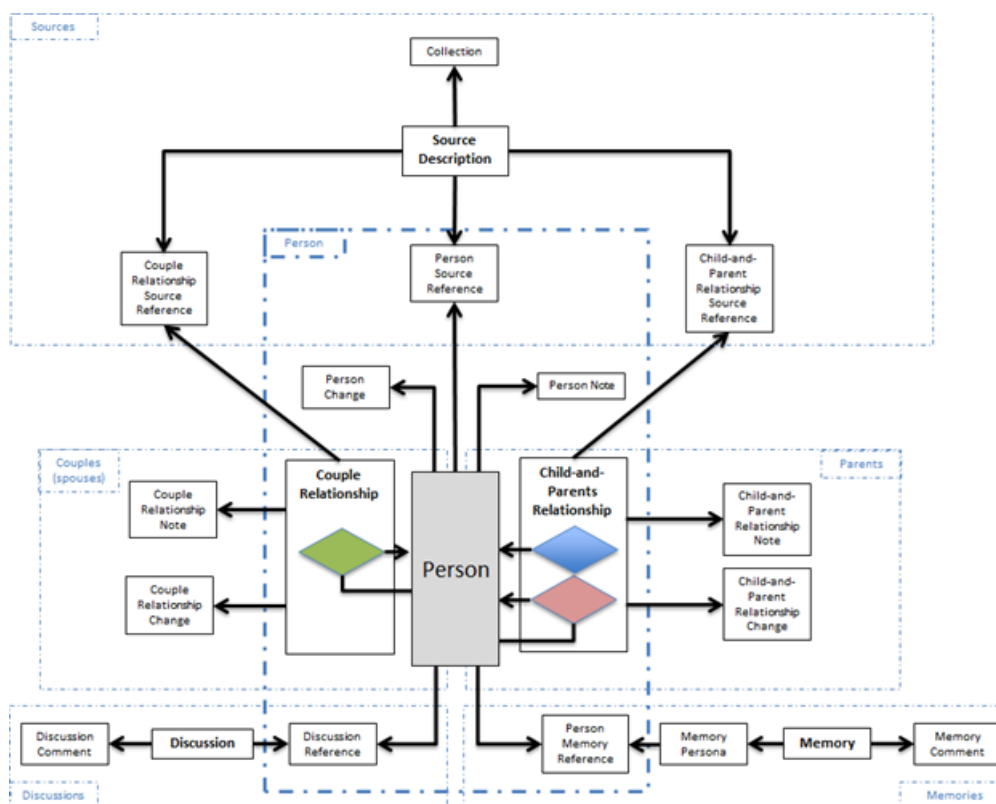 Sources
Collection
Source
Description
Person
Couple
Relationship
Source
Reference
Person
Source
Reference
Child-and-
Parent
Relationship
Source
Reference
Person
Change
Person Note
Couples
(spouses)
Parents
Couple
Relationship
Child-and-
Parents
Relationship
Couple
Relationship
Note
Person
Child-and-
Parent
Relationship
Note
Couple
Relationship
Change
Child-and-
Parent
Relationship
Change
Discussion
Comment
Discussion
Discussion
Reference
Person
Memory
Reference
Memory
Persona
Memory
Memory
Comment
Discussions
Memories